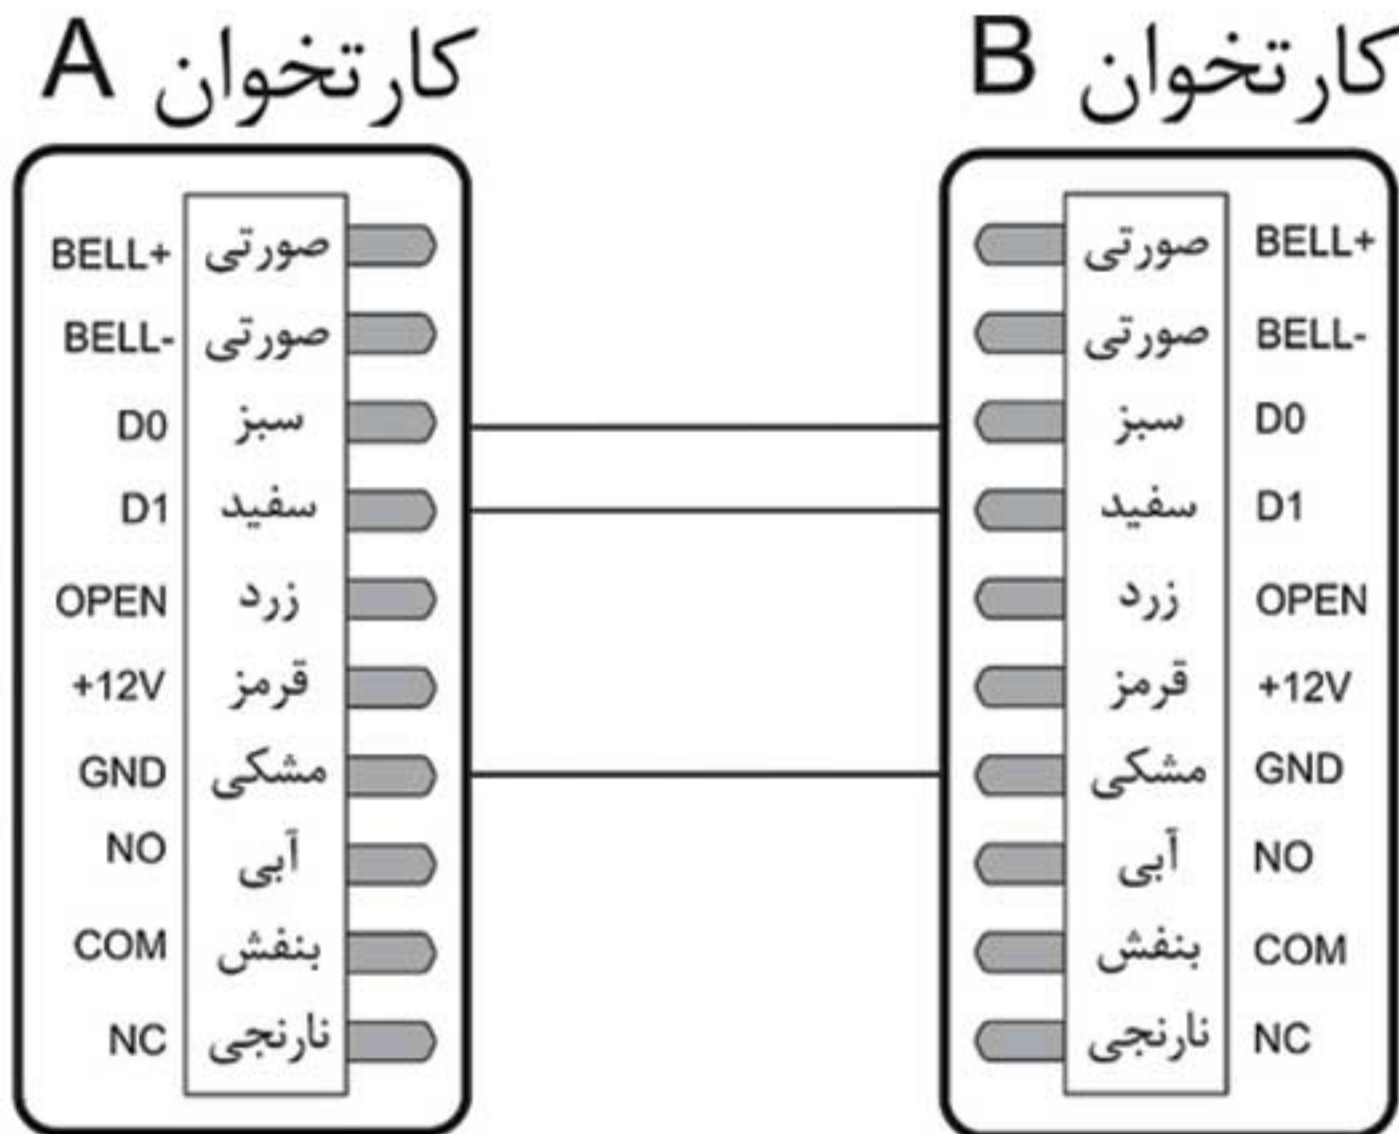 A کارتخوان
BELL+ صورتی
BELL- صورتی
D0 سبز
D1 سفید
OPEN زرد
+12V قرمز
GND مشکی
NO آبی
COM بنفش
NC نارنجی
B کارتخوان
صورتی BELL+
صورتی BELL-
سبز D0
سفید D1
زرد OPEN
قرمز +12V
مشکی GND
آبی NO
بنفش COM
نارنجی NC